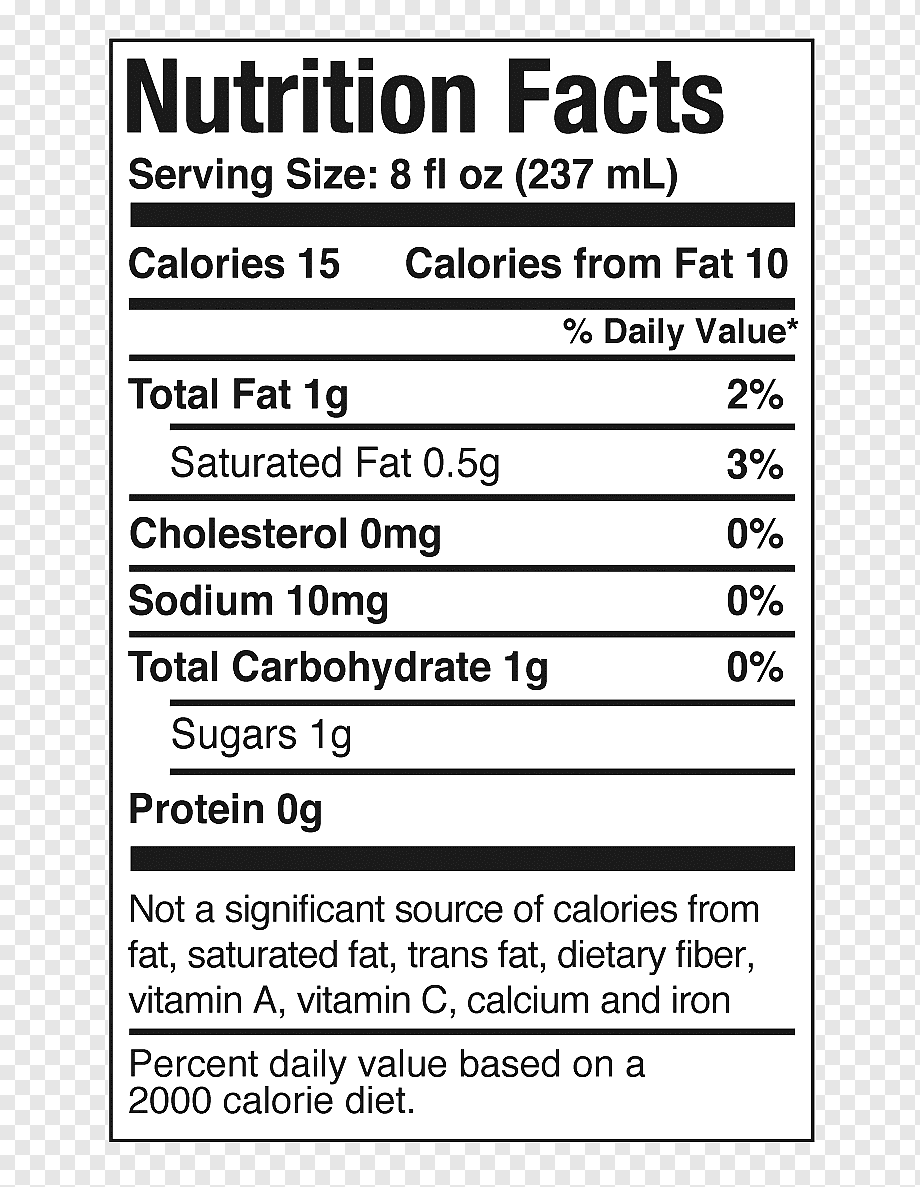 Nutrition Facts
Serving Size: 8 fl oz (237 mL)
Calories 15 Calories from Fat 10
% Daily Value*
Total Fat 1g 2%
Saturated Fat 0.5g 3%
Cholesterol 0mg 0%
Sodium 10mg 0%
Total Carbohydrate 1g 0%
Sugars 1g
Protein 0g
Not a significant source of calories from
fat, saturated fat, trans fat, dietary fiber,
vitamin A, vitamin C, calcium and iron
Percent daily value based on a
2000 calorie diet.